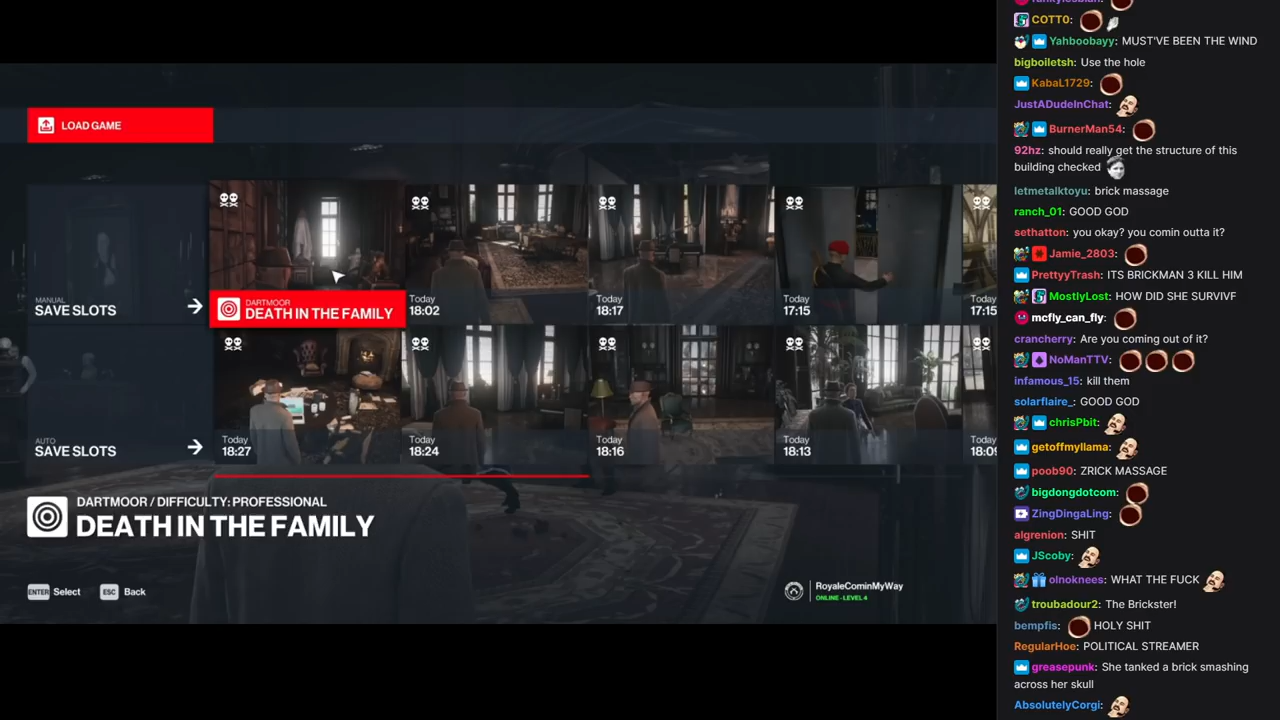 LOAD GAME
MANUAL
SAVE SLOTS
DARTMOOR
DEATH IN THE FAMILY
Today
18:02
Today
18:17
Today
17:15
Today
17:15
AUTO
SAVE SLOTS
Today
18:27
Today
18:24
Today
18:16
Today
18:13
Today
18:09
DARTMOOR / DIFFICULTY: PROFESSIONAL
DEATH IN THE FAMILY
ENTER Select
ESC Back
RoyaleCominMyWay
ONLINE - LEVEL 4
COTT0:
Yahboobayy: MUST'VE BEEN THE WIND
bigboiletsh: Use the hole
KabaL1729:
JustADudeInChat:
BurnerMan54:
92hz: should really get the structure of this
building checked
letmetalktoyu: brick massage
ranch_01: GOOD GOD
sethatton: you okay? you comin outta it?
Jamie_2803:
PrettyyTrash: ITS BRICKMAN 3 KILL HIM
MostlyLost: HOW DID SHE SURVIVF
mcfly_can_fly:
crancherry: Are you coming out of it?
NoManTTV:
infamous_15: kill them
solarflaire_: GOOD GOD
chrisPbit:
getoffmyllama:
poob90: ZRICK MASSAGE
bigdongdotcom:
ZingDingaLing:
algrenion: SHIT
JScoby:
olnoknees: WHAT THE FUCK
troubadour2: The Brickster!
bempfis: HOLY SHIT
RegularHoe: POLITICAL STREAMER
greasepunk: She tanked a brick smashing
across her skull
AbsolutelyCorgi: